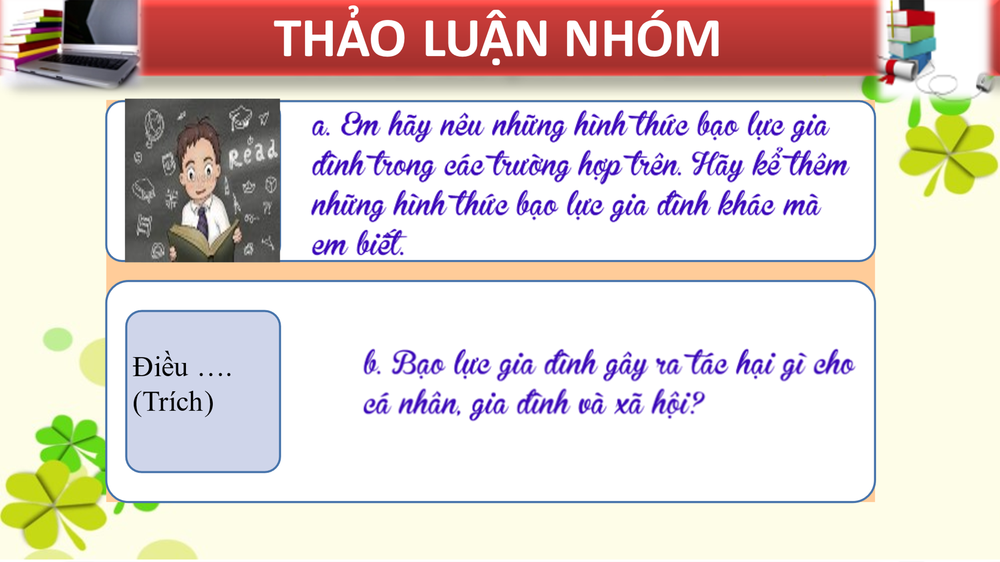 THẢO LUẬN NHÓM
Read
a. Em hãy nêu những hình thức bạo lực gia
đình trong các trường hợp trên. Hãy kể thêm
những hình thức bạo lực gia đình khác mà
em biết.
Điều ....
(Trích)
b. Bạo lực gia đình gây ra tác hại gì cho
cá nhân, gia đình và xã hội?